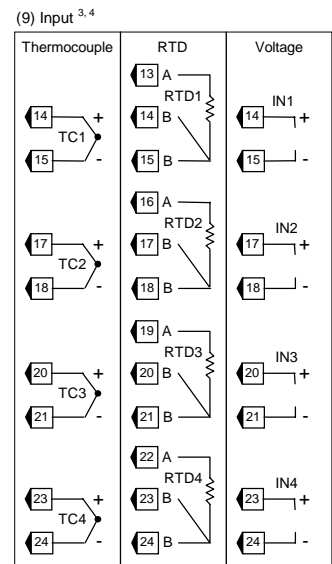 (9) Input 3, 4
Thermocouple RTD Voltage
13 A
RTD1 IN1
14 + 14 B 14 +
TC1
15 - 15 B 15 -
16 A
RTD2 IN2
17 + 17 B 17 +
TC2
18 - 18 B 18 -
19 A
RTD3 IN3
20 + 20 B 20 +
TC3
21 - 21 B 21 -
22 A
RTD4 IN4
23 + 23 B 23 +
TC4
24 - 24 B 24 -